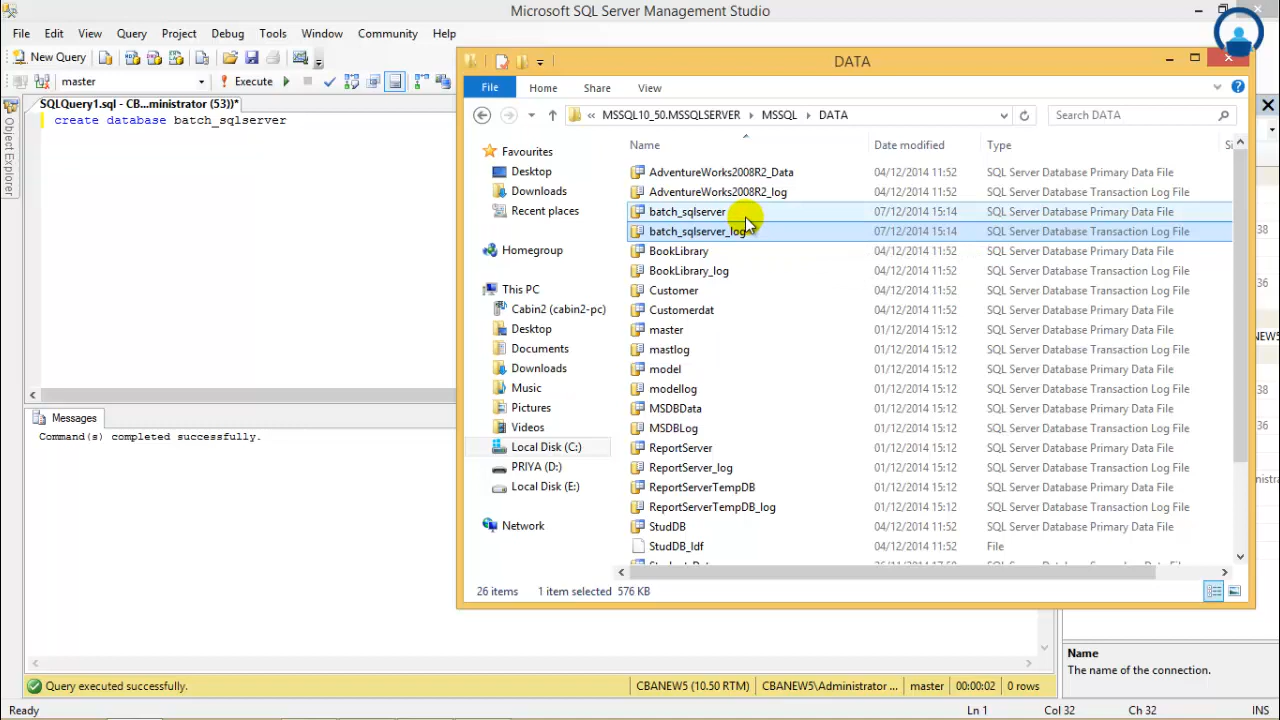 Microsoft SQL Server Management Studio
File Edit View Query Project Debug Tools Window Community Help
New Query
master Execute
SQLQuery1.sql - CB...ministrator (53))*
create database batch_sqlserver
Object Explorer
Messages
Command(s) completed successfully.
DATA
File Home Share View
« MSSQL10_50.MSSQLSERVER MSSQL DATA
Search DATA
Favourites
Desktop
Downloads
Recent places
Homegroup
This PC
Cabin2 (cabin2-pc)
Desktop
Documents
Downloads
Music
Pictures
Videos
Local Disk (C:)
PRIYA (D:)
Local Disk (E:)
Network
Name Date modified Type
AdventureWorks2008R2_Data 04/12/2014 11:52 SQL Server Database Primary Data File
AdventureWorks2008R2_log 04/12/2014 11:52 SQL Server Database Transaction Log File
batch_sqlserver 07/12/2014 15:14 SQL Server Database Primary Data File
batch_sqlserver_log 07/12/2014 15:14 SQL Server Database Transaction Log File
BookLibrary 04/12/2014 11:52 SQL Server Database Primary Data File
BookLibrary_log 04/12/2014 11:52 SQL Server Database Transaction Log File
Customer 04/12/2014 11:52 SQL Server Database Transaction Log File
Customerdat 04/12/2014 11:52 SQL Server Database Primary Data File
master 01/12/2014 15:12 SQL Server Database Primary Data File
mastlog 01/12/2014 15:12 SQL Server Database Transaction Log File
model 01/12/2014 15:12 SQL Server Database Primary Data File
modellog 01/12/2014 15:12 SQL Server Database Transaction Log File
MSDBData 01/12/2014 15:12 SQL Server Database Primary Data File
MSDBLog 01/12/2014 15:12 SQL Server Database Transaction Log File
ReportServer 01/12/2014 15:12 SQL Server Database Primary Data File
ReportServer_log 01/12/2014 15:12 SQL Server Database Transaction Log File
ReportServerTempDB 01/12/2014 15:12 SQL Server Database Primary Data File
ReportServerTempDB_log 01/12/2014 15:12 SQL Server Database Transaction Log File
StudDB 04/12/2014 11:52 SQL Server Database Primary Data File
StudDB_ldf 04/12/2014 11:52 File
26 items 1 item selected 576 KB
Name
The name of the connection.
Query executed successfully. CBANEW5 (10.50 RTM) CBANEW5\Administrator ... master 00:00:02 0 rows
Ready Ln 1 Col 32 Ch 32 INS